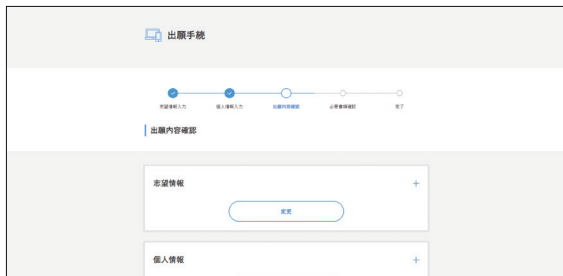 出願手続
志望情報入力 個人情報入力 出願内容確認 必要書類確認 完了
出願内容確認
志望情報 +
変更
個人情報 +